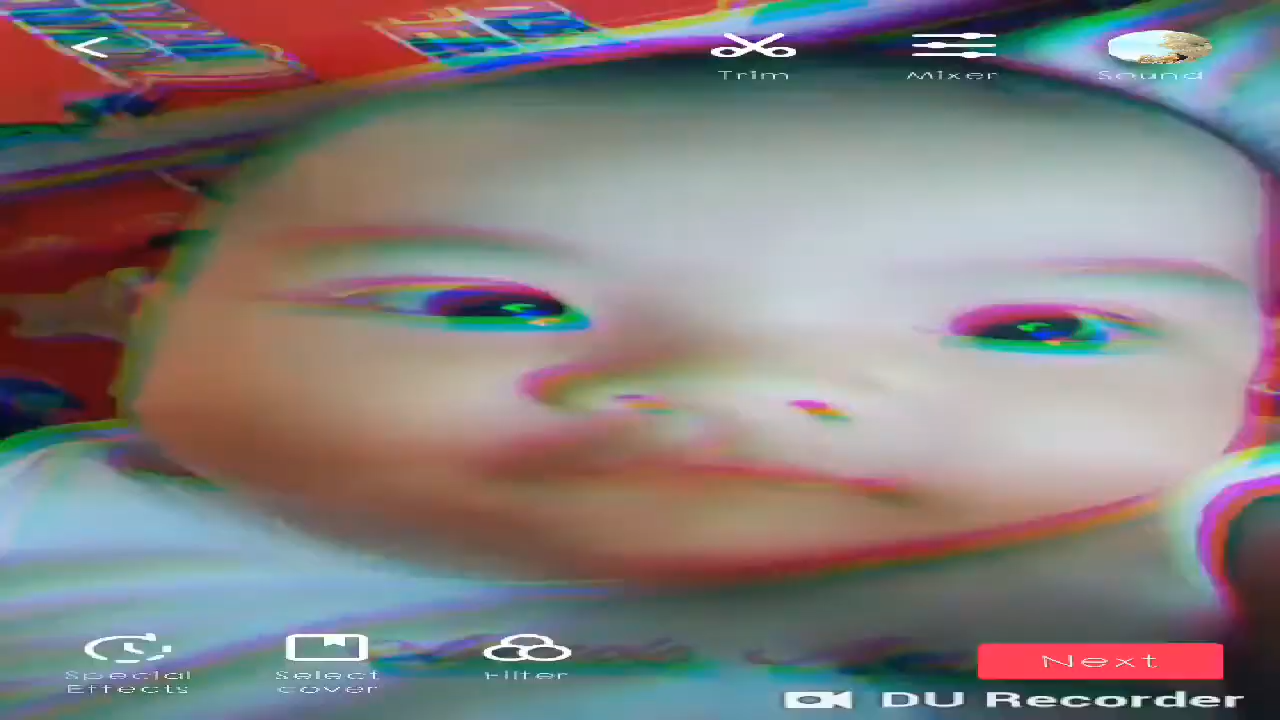 Trim
Mixer
Sound
Special
Effects
Select
cover
Filter
Next
DU Recorder